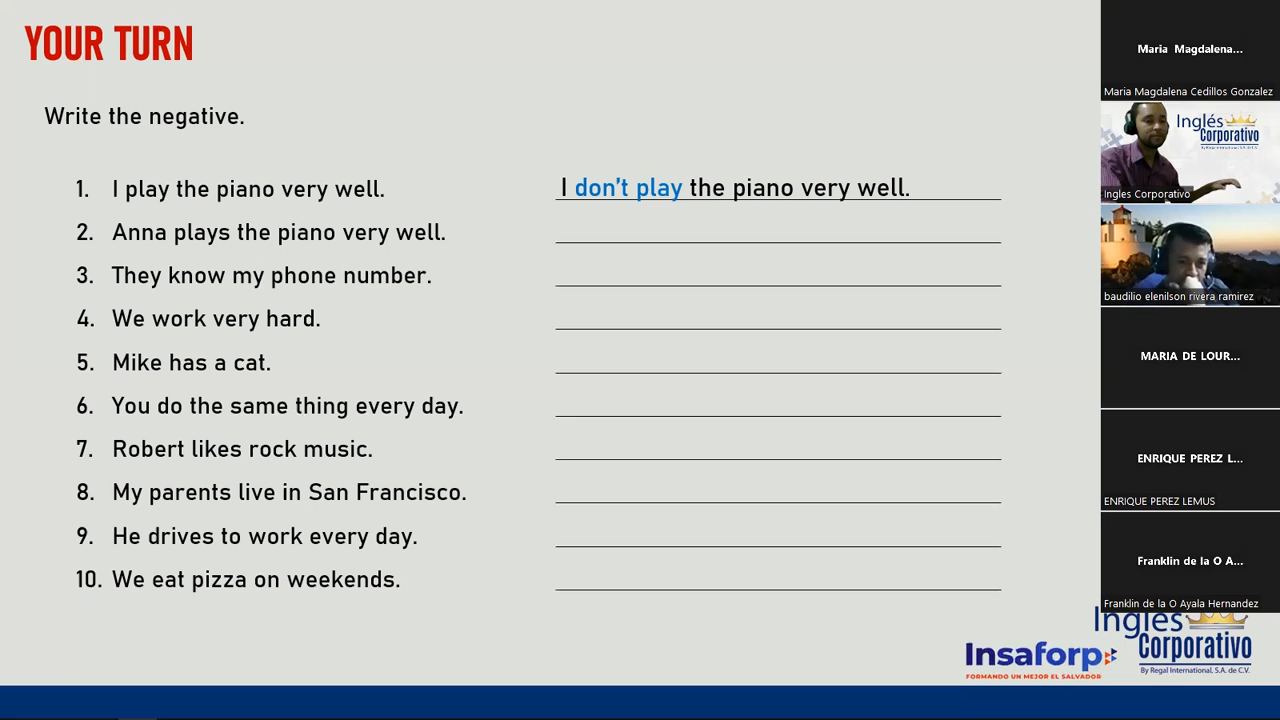 YOUR TURN
Write the negative.
1. I play the piano very well. I don't play the piano very well.
2. Anna plays the piano very well.
3. They know my phone number.
4. We work very hard.
5. Mike has a cat.
6. You do the same thing every day.
7. Robert likes rock music.
8. My parents live in San Francisco.
9. He drives to work every day.
10. We eat pizza on weekends.
Maria Magdalena...
Maria Magdalena Cedillos Gonzalez
Inglés
Corporativo
By Regal International, S.A. de C.V.
Ingles Corporativo
baudilio elenilson rivera ramirez
MARIA DE LOUR...
ENRIQUE PEREZ L...
ENRIQUE PEREZ LEMUS
Franklin de la O A...
Franklin de la O Ayala Hernandez
Inglés
Corporativo
By Regal International, S.A. de C.V.
Insaforp
FORMANDO UN MEJOR EL SALVADOR